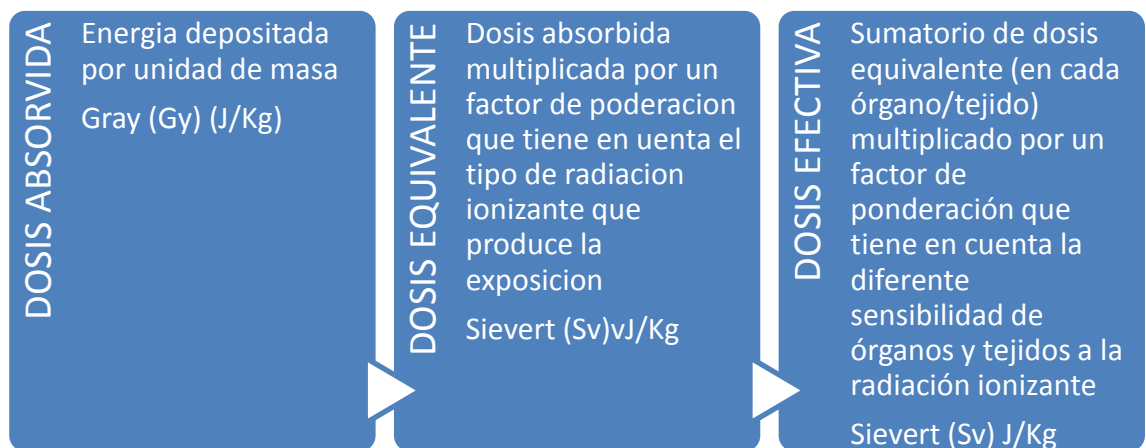 DOSIS ABSORVIDA
Energia depositada
por unidad de masa
Gray (Gy) (J/Kg)
DOSIS EQUIVALENTE
Dosis absorbida
multiplicada por un
factor de poderacion
que tiene en uenta el
tipo de radiacion
ionizante que
produce la
exposicion
Sievert (Sv)vJ/Kg
DOSIS EFECTIVA
Sumatorio de dosis
equivalente (en cada
órgano/tejido)
multiplicado por un
factor de
ponderación que
tiene en cuenta la
diferente
sensibilidad de
órganos y tejidos a la
radiación ionizante
Sievert (Sv) J/Kg